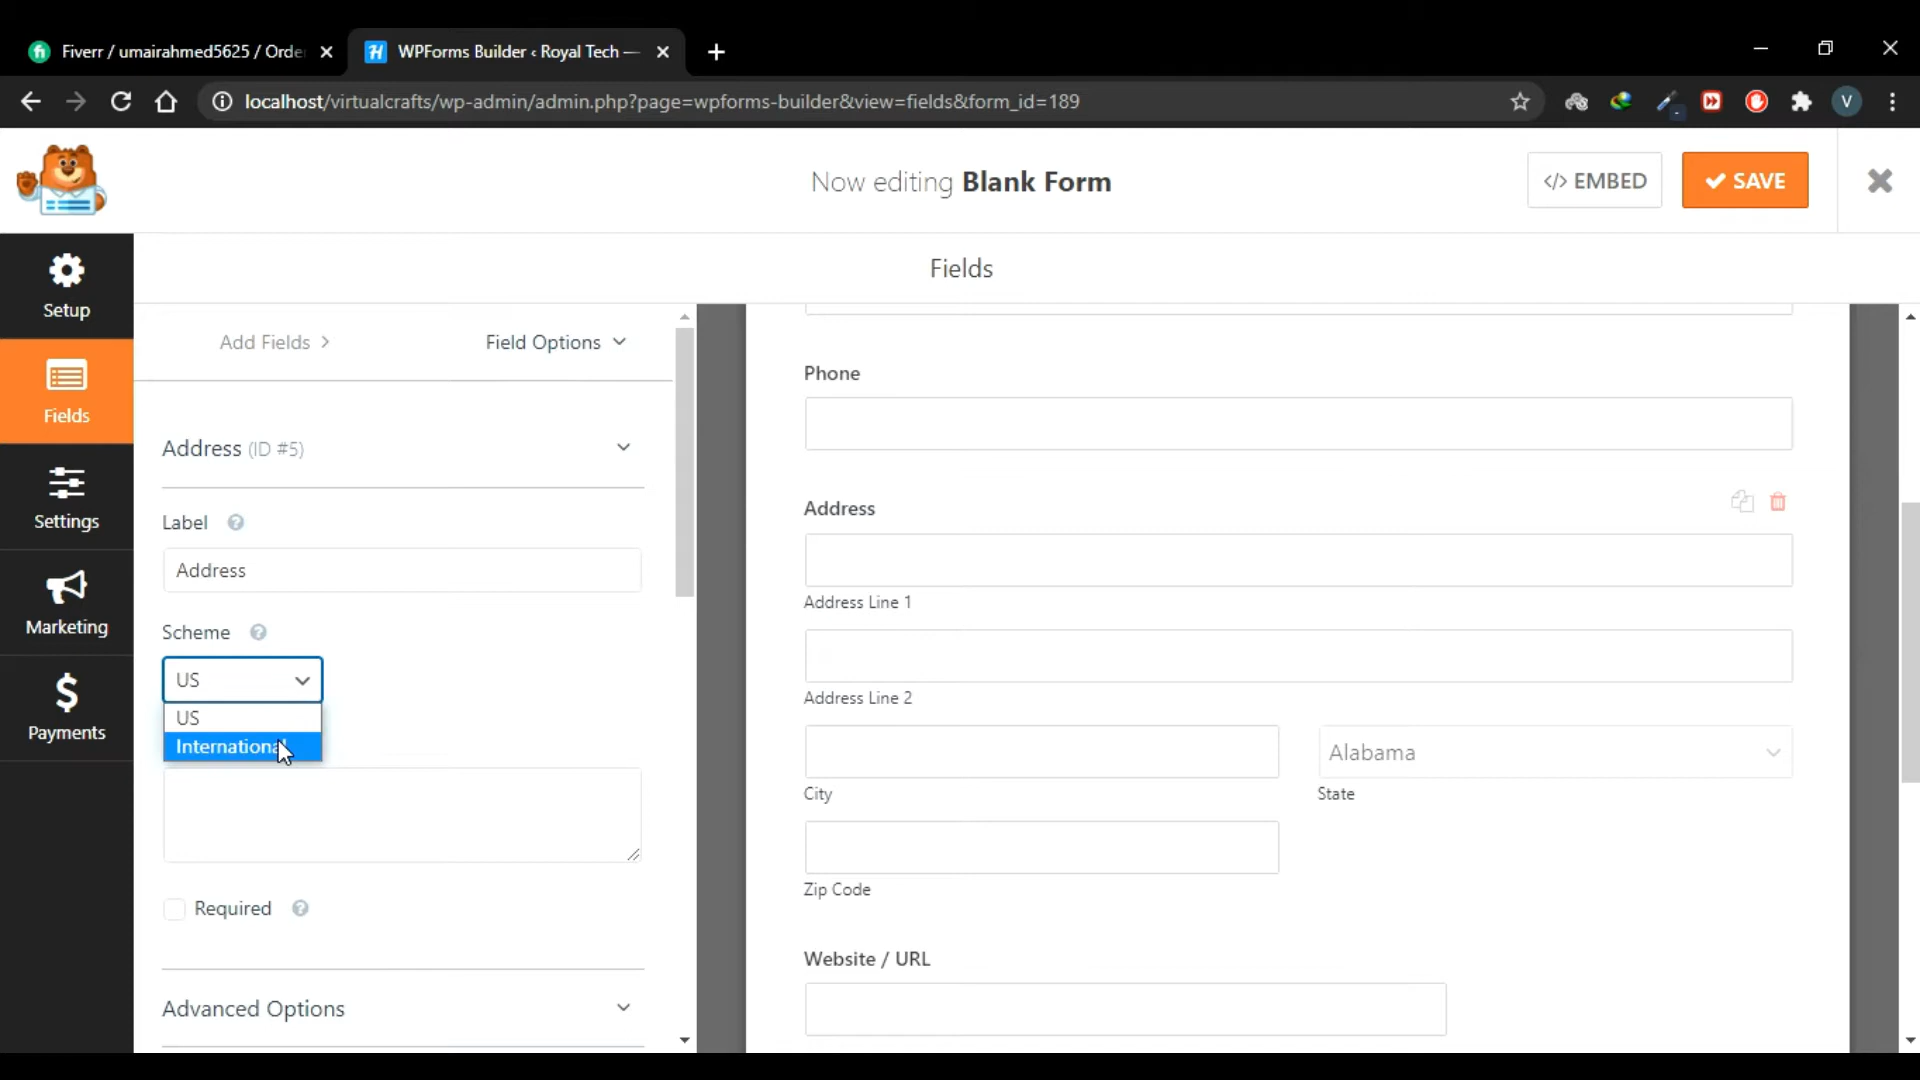 Fiverr / umairahmed5625 / Orde
WPForms Builder ‹ Royal Tech —
localhost/virtualcrafts/wp-admin/admin.php?page=wpforms-builder&view=fields&form_id=189
V
Now editing Blank Form
</> EMBED
SAVE
Setup
Fields
Settings
Marketing
Payments
Fields
Add Fields
Field Options
Address (ID #5)
Label
Address
Scheme
US
US
International
Required
Advanced Options
Phone
Address
Address Line 1
Address Line 2
Alabama
City
State
Zip Code
Website / URL